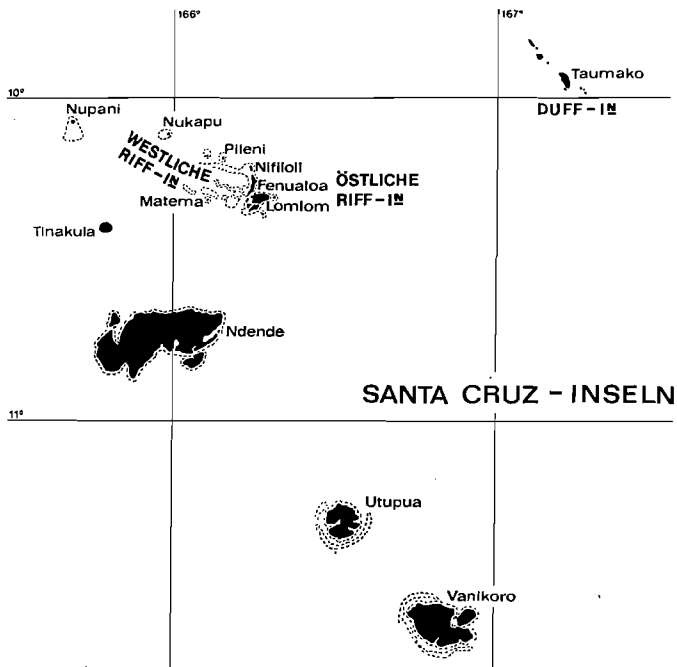 166°
167°
Taumako
10°
DUFF-IN
Nupani
Nukapu
Pileni
WESTLICHE
RIFF-IN
Nifiloli
Fenualoa
ÖSTLICHE
RIFF-IN
Matema
Lomlom
Tinakula
Ndende
SANTA CRUZ - INSELN
11°
Utupua
Vanikoro